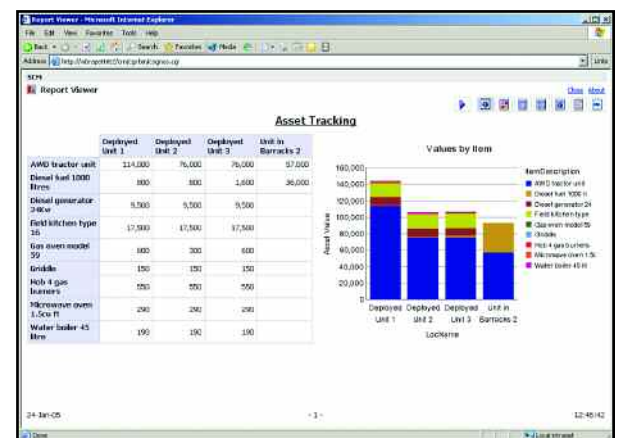 Report Viewer - Microsoft Internet Explorer
File Edit View Favorites Tools Help
Back Search Favorites Media
Address Links
SCM
Report Viewer Close About
Asset Tracking
Deployed Unit 1 Deployed Unit 2 Deployed Unit 3 Unit in Barracks 2
AWD tractor unit 114,000 76,000 76,000 57,000
Diesel fuel 1000 litres 800 800 1,600 36,000
Diesel generator 24Kw 9,500 9,500 9,500
Field kitchen type 16 17,500 17,500 17,500
Gas oven model 59 600 300 600
Griddle 150 150 150
Hob 4 gas burners 550 550 550
Microwave oven 1.5cu ft 290 290 290
Water boiler 45 litre 190 190 190
Values by Item
160,000
140,000
120,000
100,000
80,000
60,000
40,000
20,000
0
Asset Value
Deployed Unit 1 Deployed Unit 2 Deployed Unit 3 Unit in Barracks 2
LocName
ItemDescription
AWD tractor unit
Diesel fuel 1000 li
Diesel generator 24
Field kitchen type
Gas oven model 59
Griddle
Hob 4 gas burners
Microwave oven 1.5c
Water boiler 45 lit
24-Jan-05 - 1 - 12:46:42
Done Local intranet